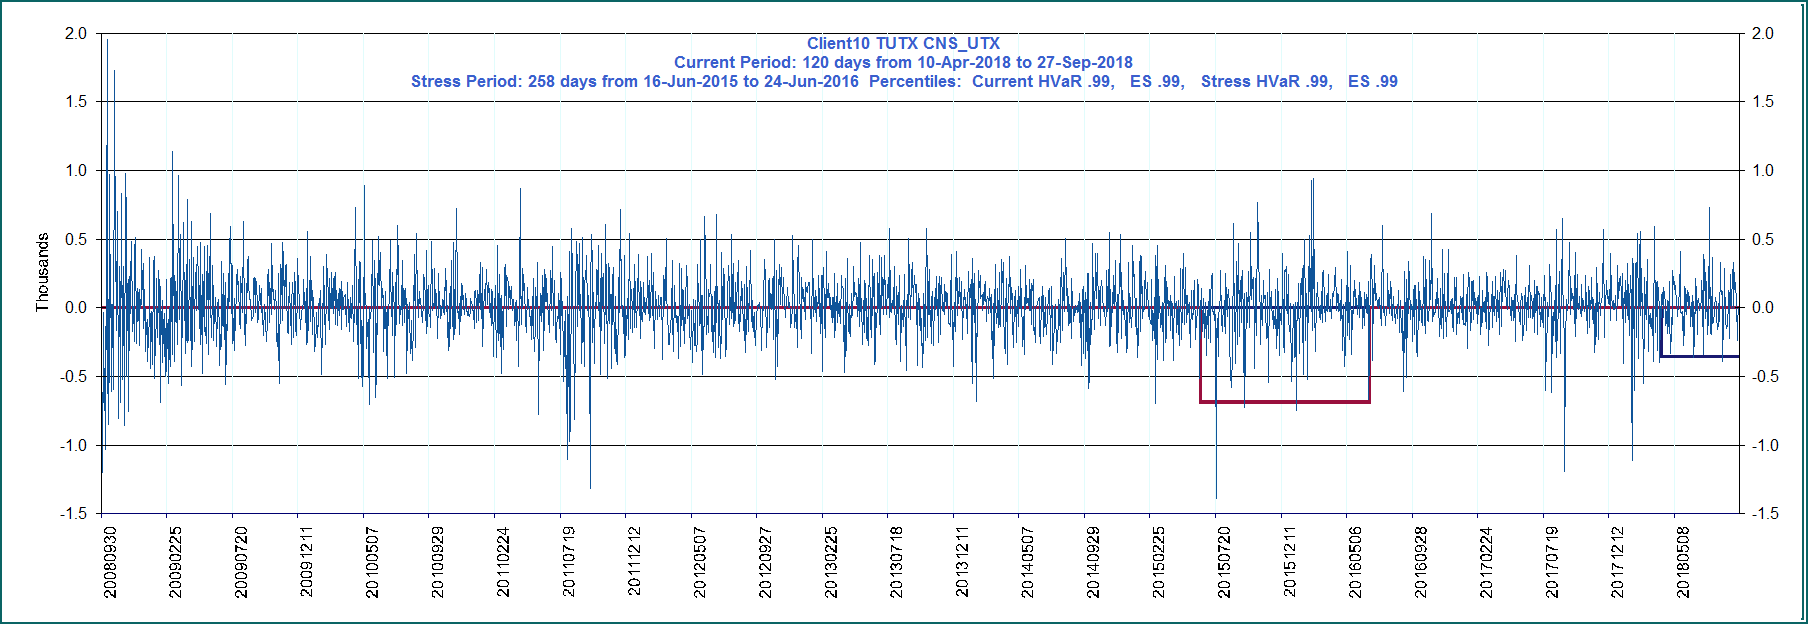 Client10 TUTX CNS_UTX
Current Period: 120 days from 10-Apr-2018 to 27-Sep-2018
Stress Period: 258 days from 16-Jun-2015 to 24-Jun-2016  Percentiles:  Current HVaR .99,   ES .99,   Stress HVaR .99,   ES .99
2.0 2.0
1.5 1.5
1.0 1.0
0.5 0.5
0.0 0.0
-0.5 -0.5
-1.0 -1.0
-1.5 -1.5
Thousands
20080930 20090225 20090720 20091211 20100507 20100929 20110224 20110719 20111212 20120507 20120927 20130225 20130718 20131211 20140507 20140929 20150225 20150720 20151211 20160506 20160928 20170224 20170719 20171212 20180508